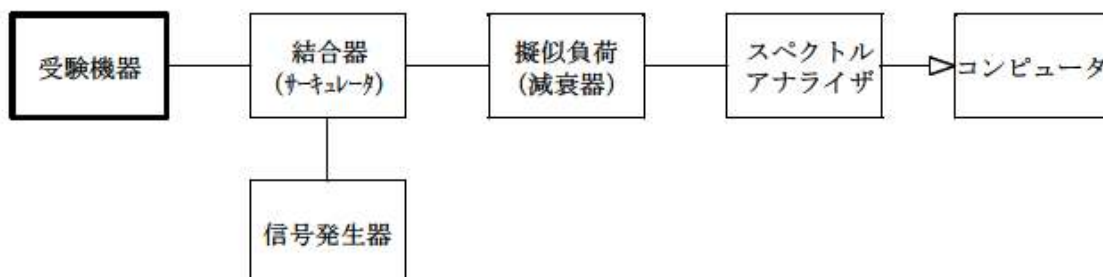 受験機器
結合器
(ｻｰｷｭﾚｰﾀ)
擬似負荷
(減衰器)
スペクトル
アナライザ
コンピュータ
信号発生器